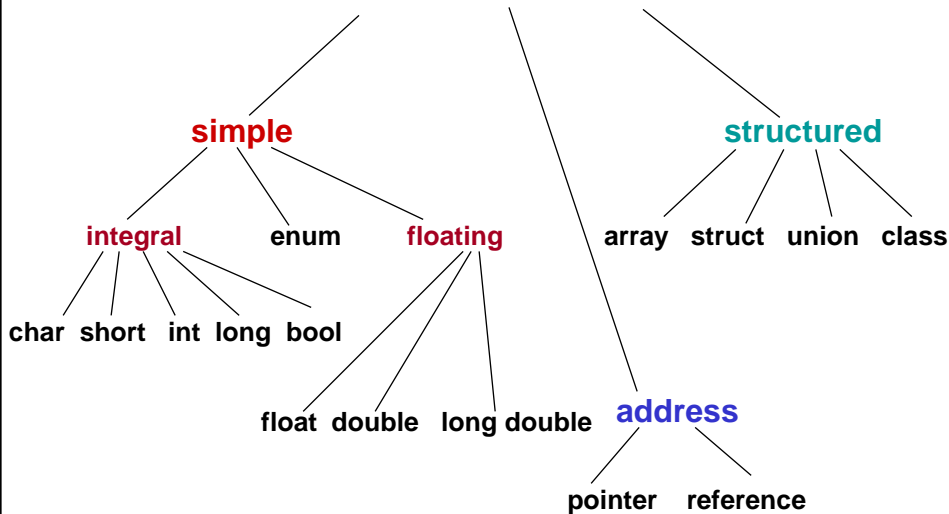 simple structured
integral enum floating array struct union class
char short int long bool
float double long double address
pointer reference